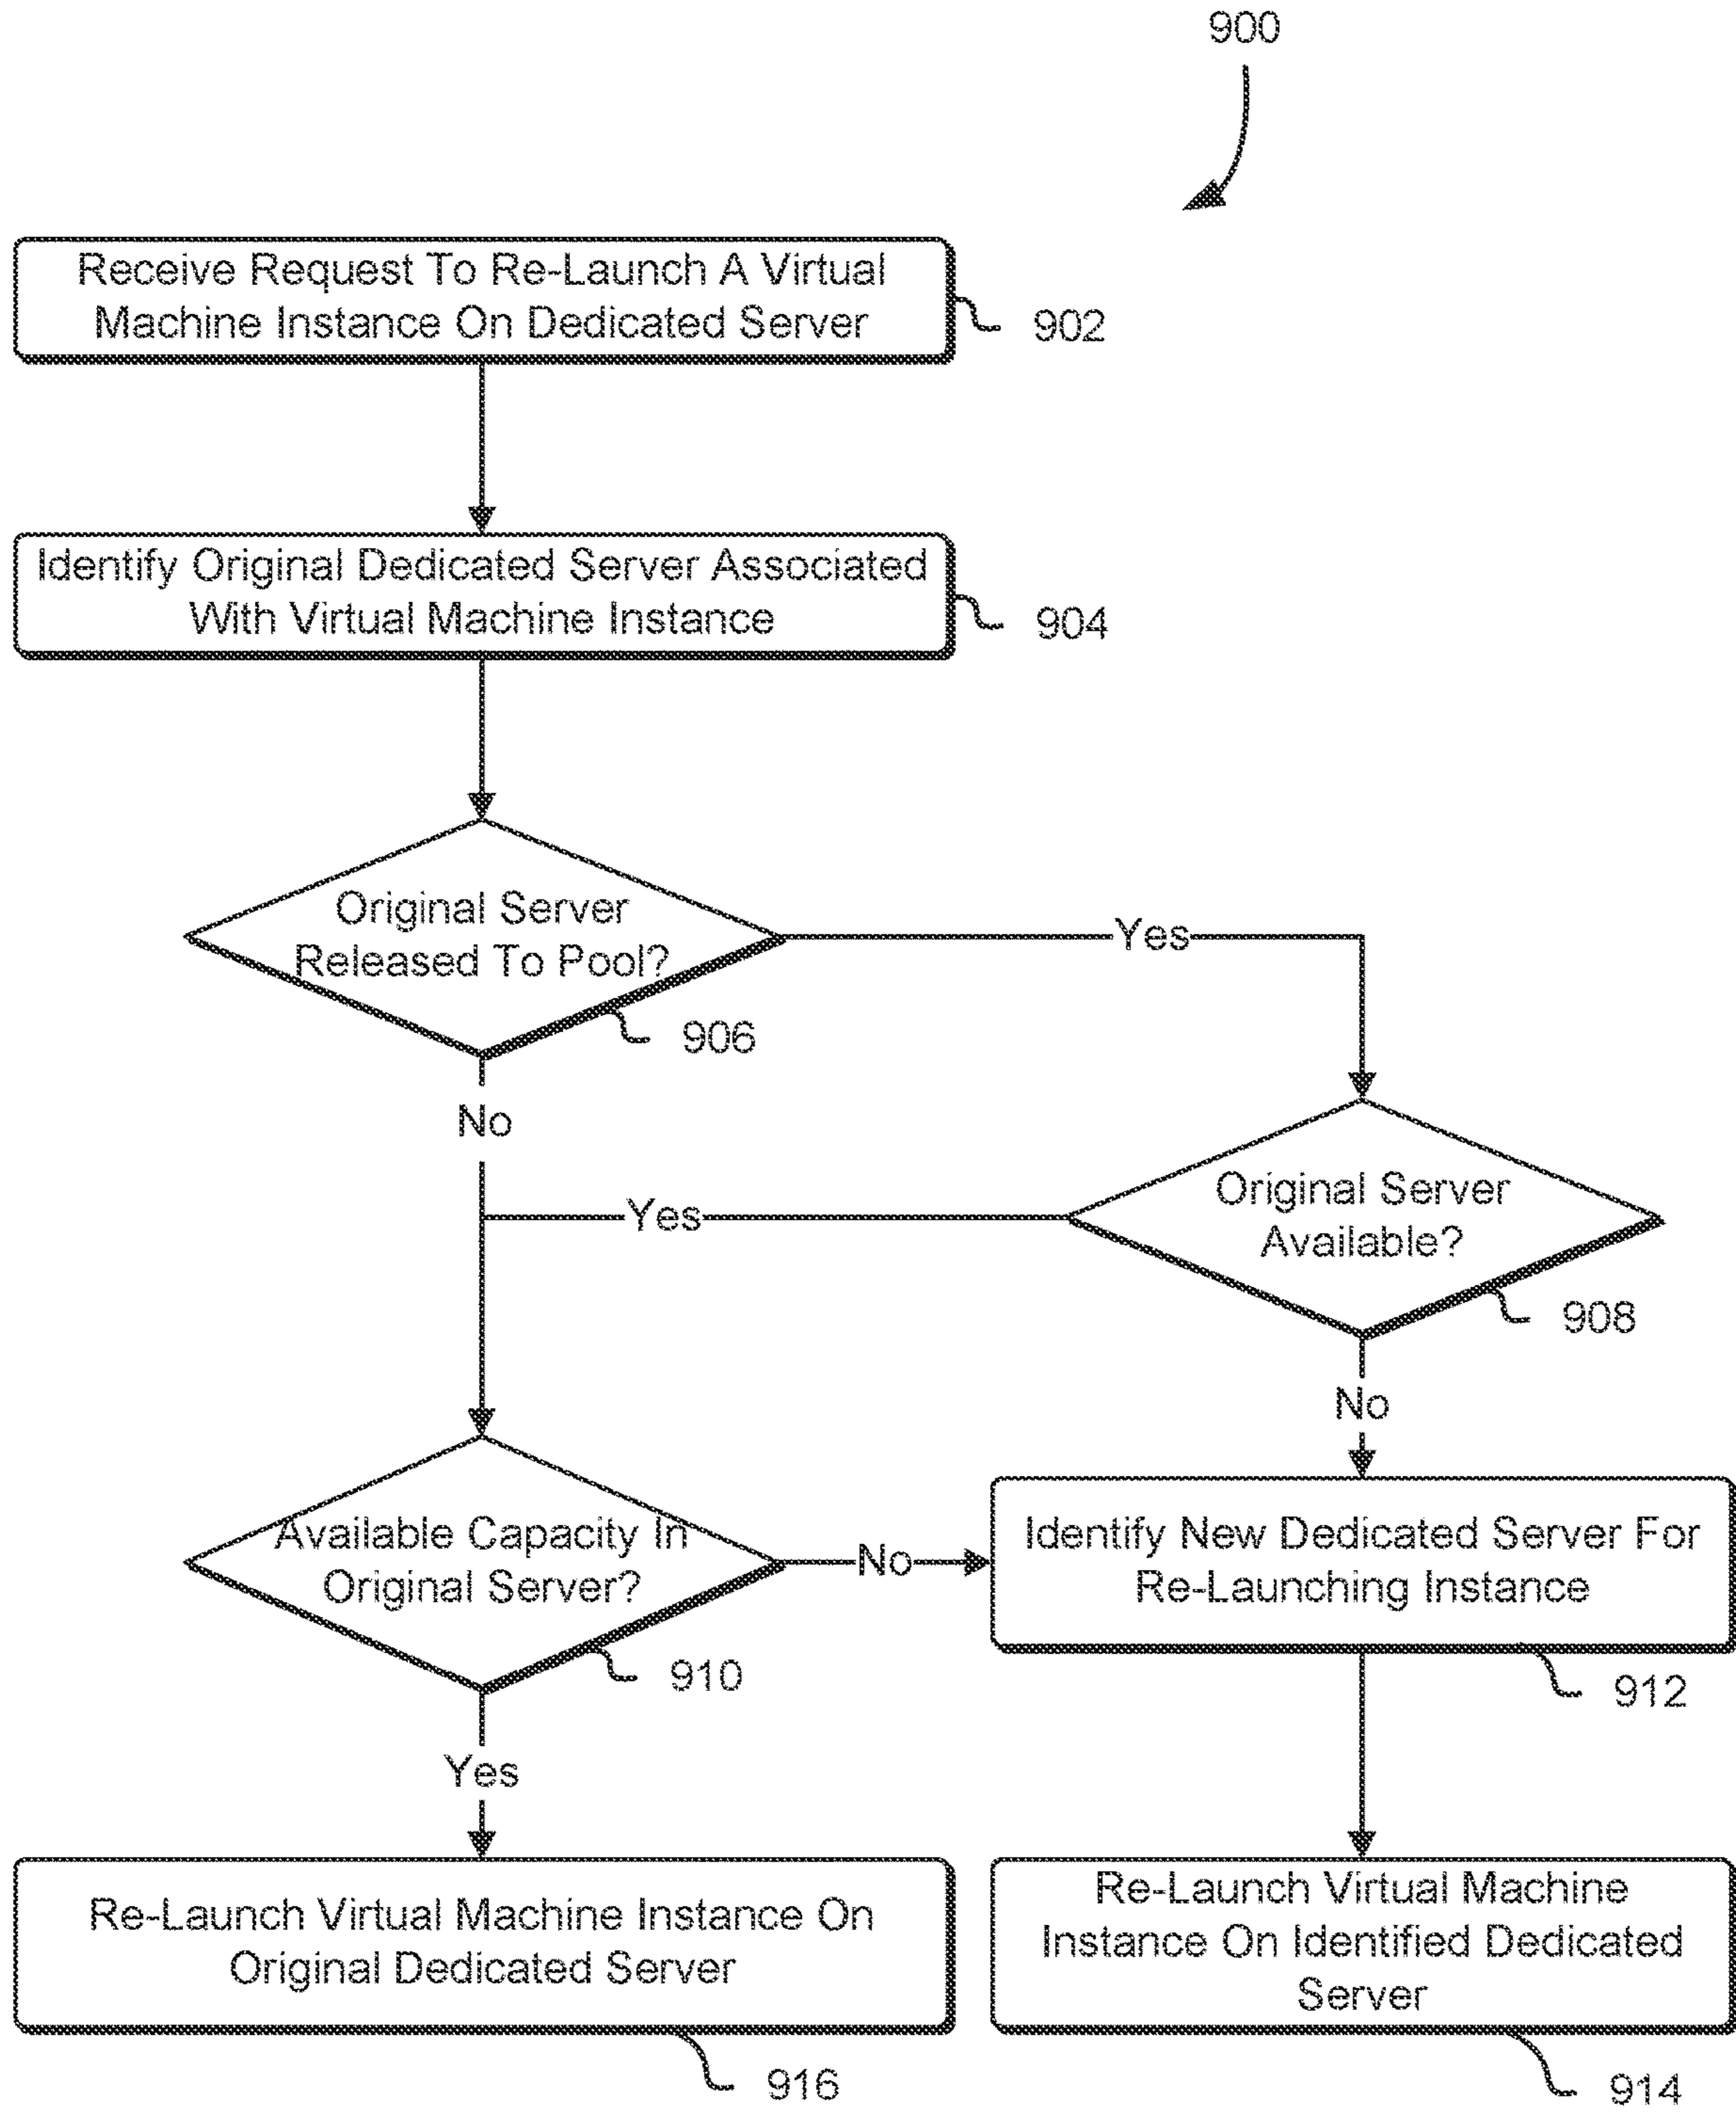 900
Receive Request To Re-Launch A Virtual
Machine Instance On Dedicated Server
902
Identify Original Dedicated Server Associated
With Virtual Machine Instance
904
Original Server
Released To Pool?
906
Yes
No
Original Server
Available?
908
Yes
No
Available Capacity In
Original Server?
910
No
Identify New Dedicated Server For
Re-Launching Instance
912
Yes
Re-Launch Virtual Machine Instance On
Original Dedicated Server
916
Re-Launch Virtual Machine
Instance On Identified Dedicated
Server
914